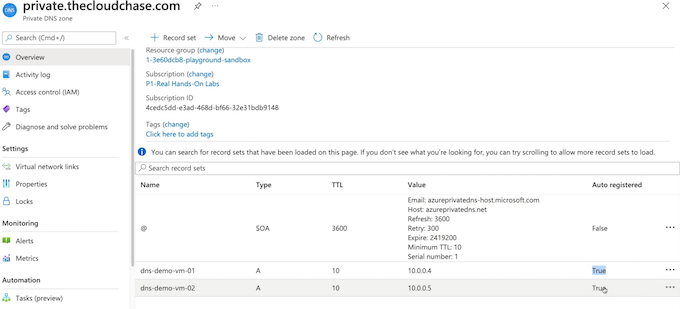 DNS
private.thecloudchase.com
Private DNS zone
Search (Cmd+/)
Overview
Activity log
Access control (IAM)
Tags
Diagnose and solve problems
Settings
Virtual network links
Properties
Locks
Monitoring
Alerts
Metrics
Automation
Tasks (preview)
Record set
Move
Delete zone
Refresh
Resource group (change)
1-3e60dcb8-playground-sandbox
Subscription (change)
P1-Real Hands-On Labs
Subscription ID
4cedc5dd-e3ad-468d-bf66-32e31bdb9148
Tags (change)
Click here to add tags
You can search for record sets that have been loaded on this page. If you don't see what you're looking for, you can try scrolling to allow more record sets to load.
Search record sets
Name Type TTL Value Auto registered
Email: azureprivatedns-host.microsoft.com
Host: azureprivatedns.net
Refresh: 3600
@ SOA 3600 Retry: 300 False
Expire: 2419200
Minimum TTL: 10
Serial number: 1
dns-demo-vm-01 A 10 10.0.0.4 True
dns-demo-vm-02 A 10 10.0.0.5 True